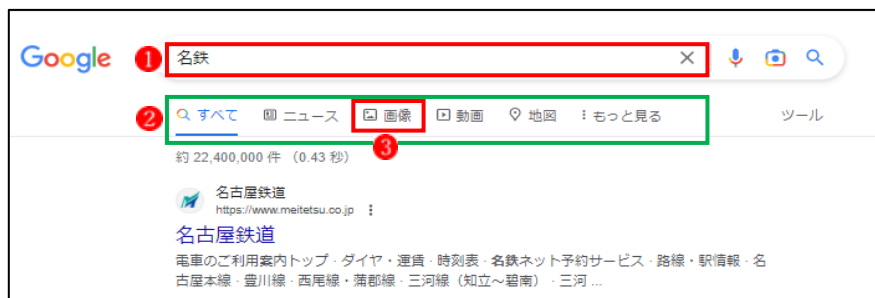 Google
1 名鉄
2 すべて ニュース 画像 動画 地図 もっと見る ツール
3
約 22,400,000 件 (0.43 秒)
名古屋鉄道
https://www.meitetsu.co.jp
名古屋鉄道
電車のご利用案内トップ · ダイヤ・運賃 · 時刻表 · 名鉄ネット予約サービス · 路線・駅情報 · 名
古屋本線 · 豊川線 · 西尾線・蒲郡線 · 三河線（知立～碧南） · 三河 ...